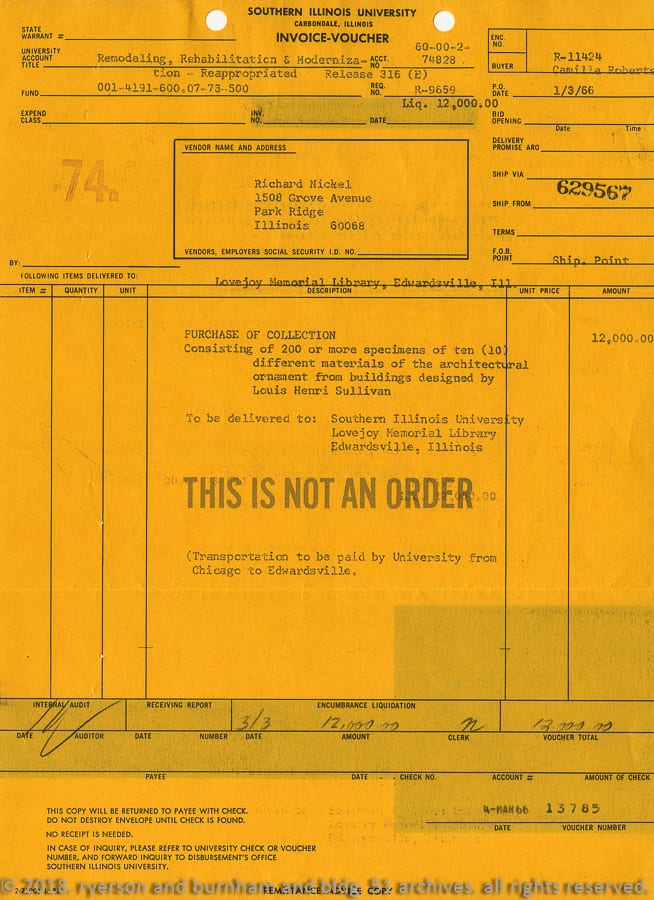 SOUTHERN ILLINOIS UNIVERSITY
CARBONDALE, ILLINOIS
INVOICE-VOUCHER
STATE
WARRANT #
UNIVERSITY
ACCOUNT
TITLE Remodeling, Rehabilitation & Moderniza- ACCT. NO 60-00-2-
74828 .
tion - Reappropriated Release 316 (E)
FUND 001-4191-600.07-73-500 REQ. NO. R-9659
Liq. 12,000.00
EXPEND
CLASS INV. NO. DATE
ENC.
NO. R-11424
BUYER Camilla Roberts
P.O.
DATE 1/3/66
BID
OPENING
Date Time
DELIVERY
PROMISE ARO
SHIP VIA
629567
SHIP FROM
TERMS
F.O.B.
POINT Ship. Point
74.
VENDOR NAME AND ADDRESS
Richard Nickel
1508 Grove Avenue
Park Ridge
Illinois 60068
VENDORS, EMPLOYERS SOCIAL SECURITY I.D. NO.
BY:
FOLLOWING ITEMS DELIVERED TO:
Lovejoy Memorial Library, Edwardsville, Ill.
ITEM # QUANTITY UNIT DESCRIPTION UNIT PRICE AMOUNT
PURCHASE OF COLLECTION 12,000.00
Consisting of 200 or more specimens of ten (10)
different materials of the architectural
ornament from buildings designed by
Louis Henri Sullivan
To be delivered to: Southern Illinois University
Lovejoy Memorial Library
Edwardsville, Illinois
THIS IS NOT AN ORDER
(Transportation to be paid by University from
Chicago to Edwardsville.
INTERNAL AUDIT RECEIVING REPORT ENCUMBRANCE LIQUIDATION
3/3 12,000 00
DATE AUDITOR DATE NUMBER DATE AMOUNT CLERK VOUCHER TOTAL
PAYEE DATE CHECK NO. ACCOUNT # AMOUNT OF CHECK
THIS COPY WILL BE RETURNED TO PAYEE WITH CHECK.
DO NOT DESTROY ENVELOPE UNTIL CHECK IS FOUND.
4-MAR66 13785
DATE VOUCHER NUMBER
NO RECEIPT IS NEEDED.
IN CASE OF INQUIRY, PLEASE REFER TO UNIVERSITY CHECK OR VOUCHER
NUMBER, AND FORWARD INQUIRY TO DISBURSEMENT'S OFFICE
SOUTHERN ILLINOIS UNIVERSITY.
REMITTANCE ADVICE COPY
© 2018. ryerson and burnham and bldg. 51 archives. all rights reserved.